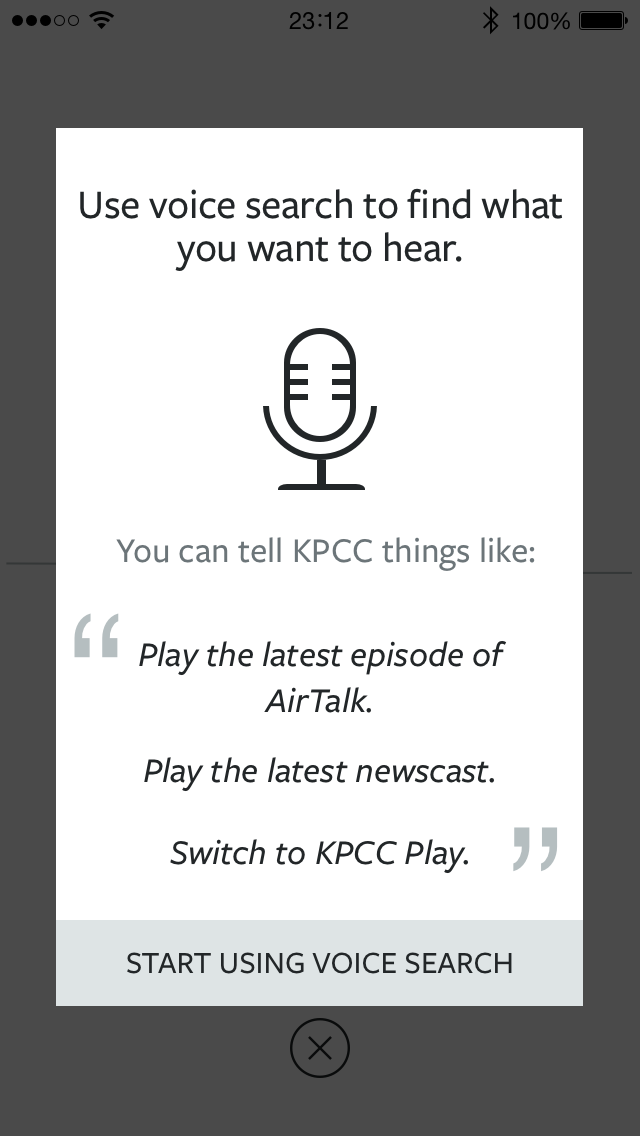 23:12 100%
Use voice search to find what
you want to hear.
You can tell KPCC things like:
“ Play the latest episode of
AirTalk.
Play the latest newscast.
Switch to KPCC Play. ”
START USING VOICE SEARCH